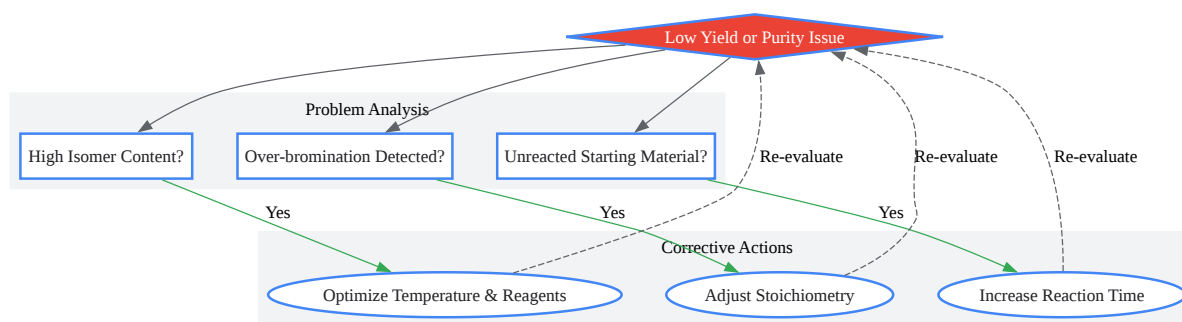 Low Yield or Purity Issue
Problem Analysis
High Isomer Content?
Over-bromination Detected?
Unreacted Starting Material?
Re-evaluate
Re-evaluate
Re-evaluate
Yes
Yes
Yes
Corrective Actions
Optimize Temperature & Reagents
Adjust Stoichiometry
Increase Reaction Time